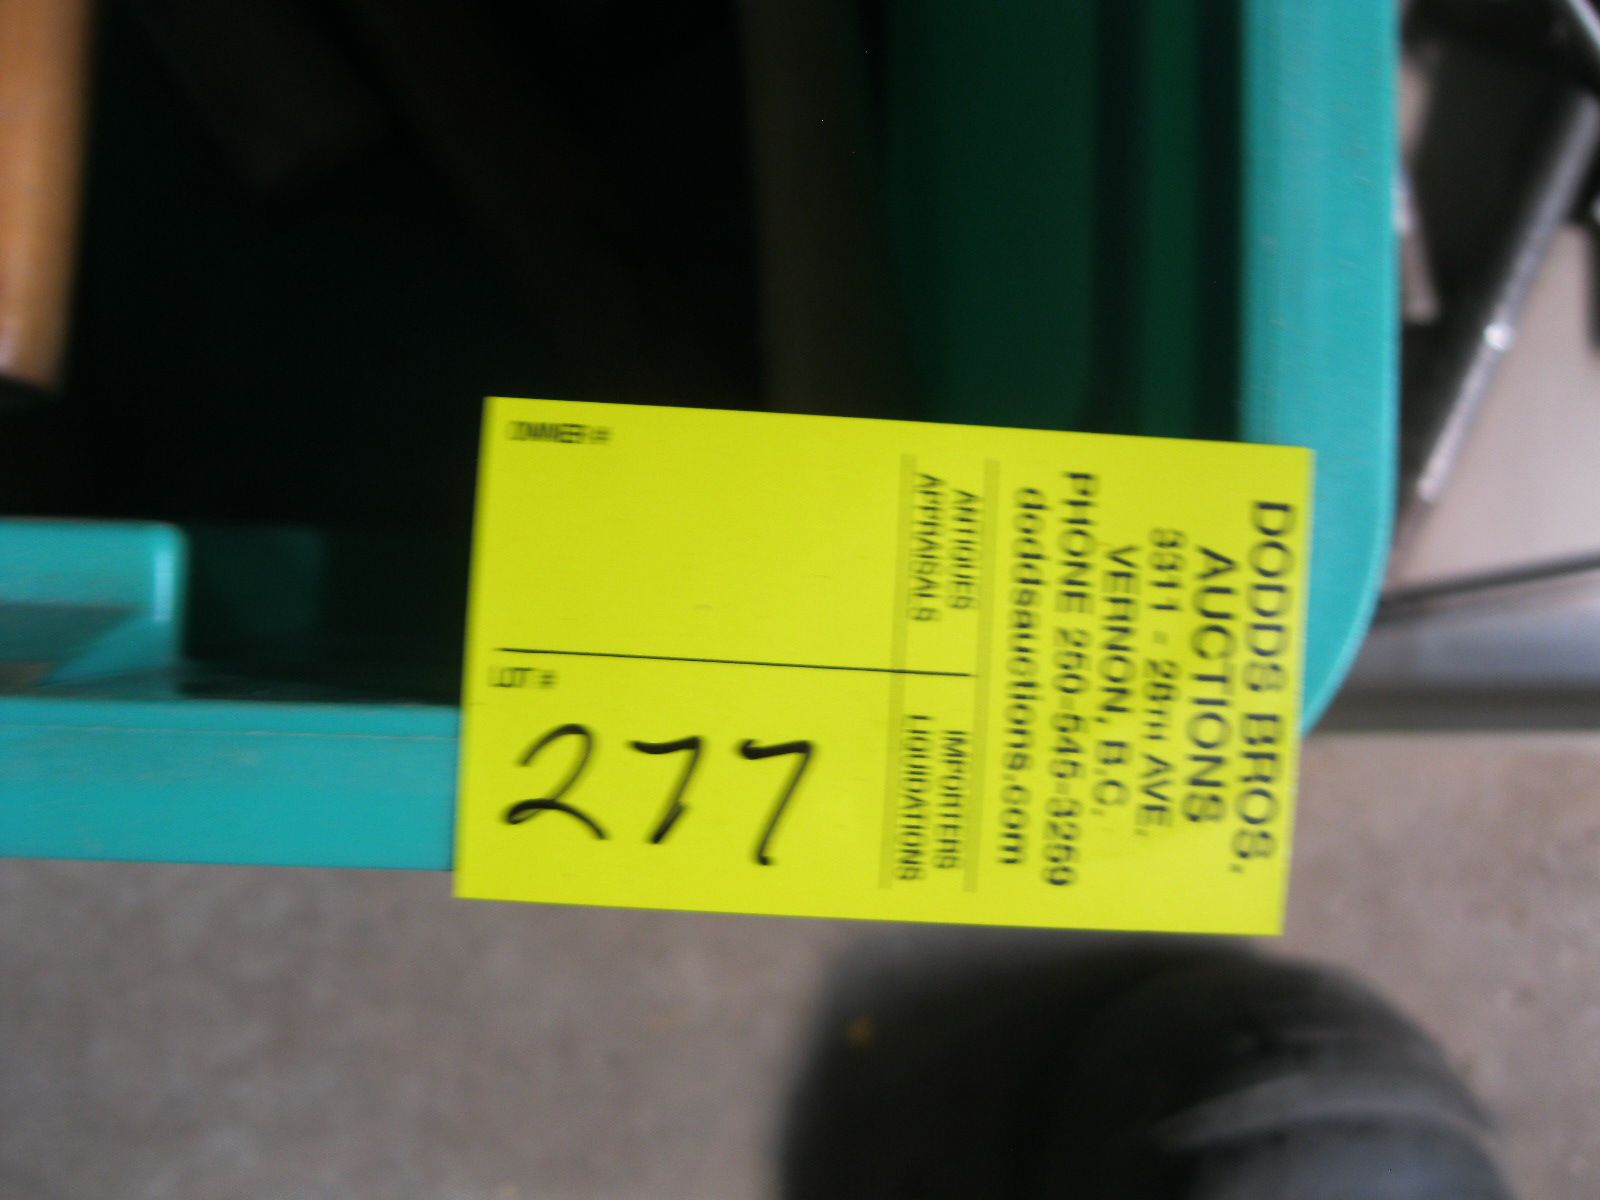 DODDS BROS.
AUCTIONS
3311 - 28TH AVE.
VERNON, B.C.
PHONE 250-545-3259
doddsauctions.com
ANTIQUES IMPORTERS
APPRAISALS LIQUIDATIONS
OWNER #
LOT #
277